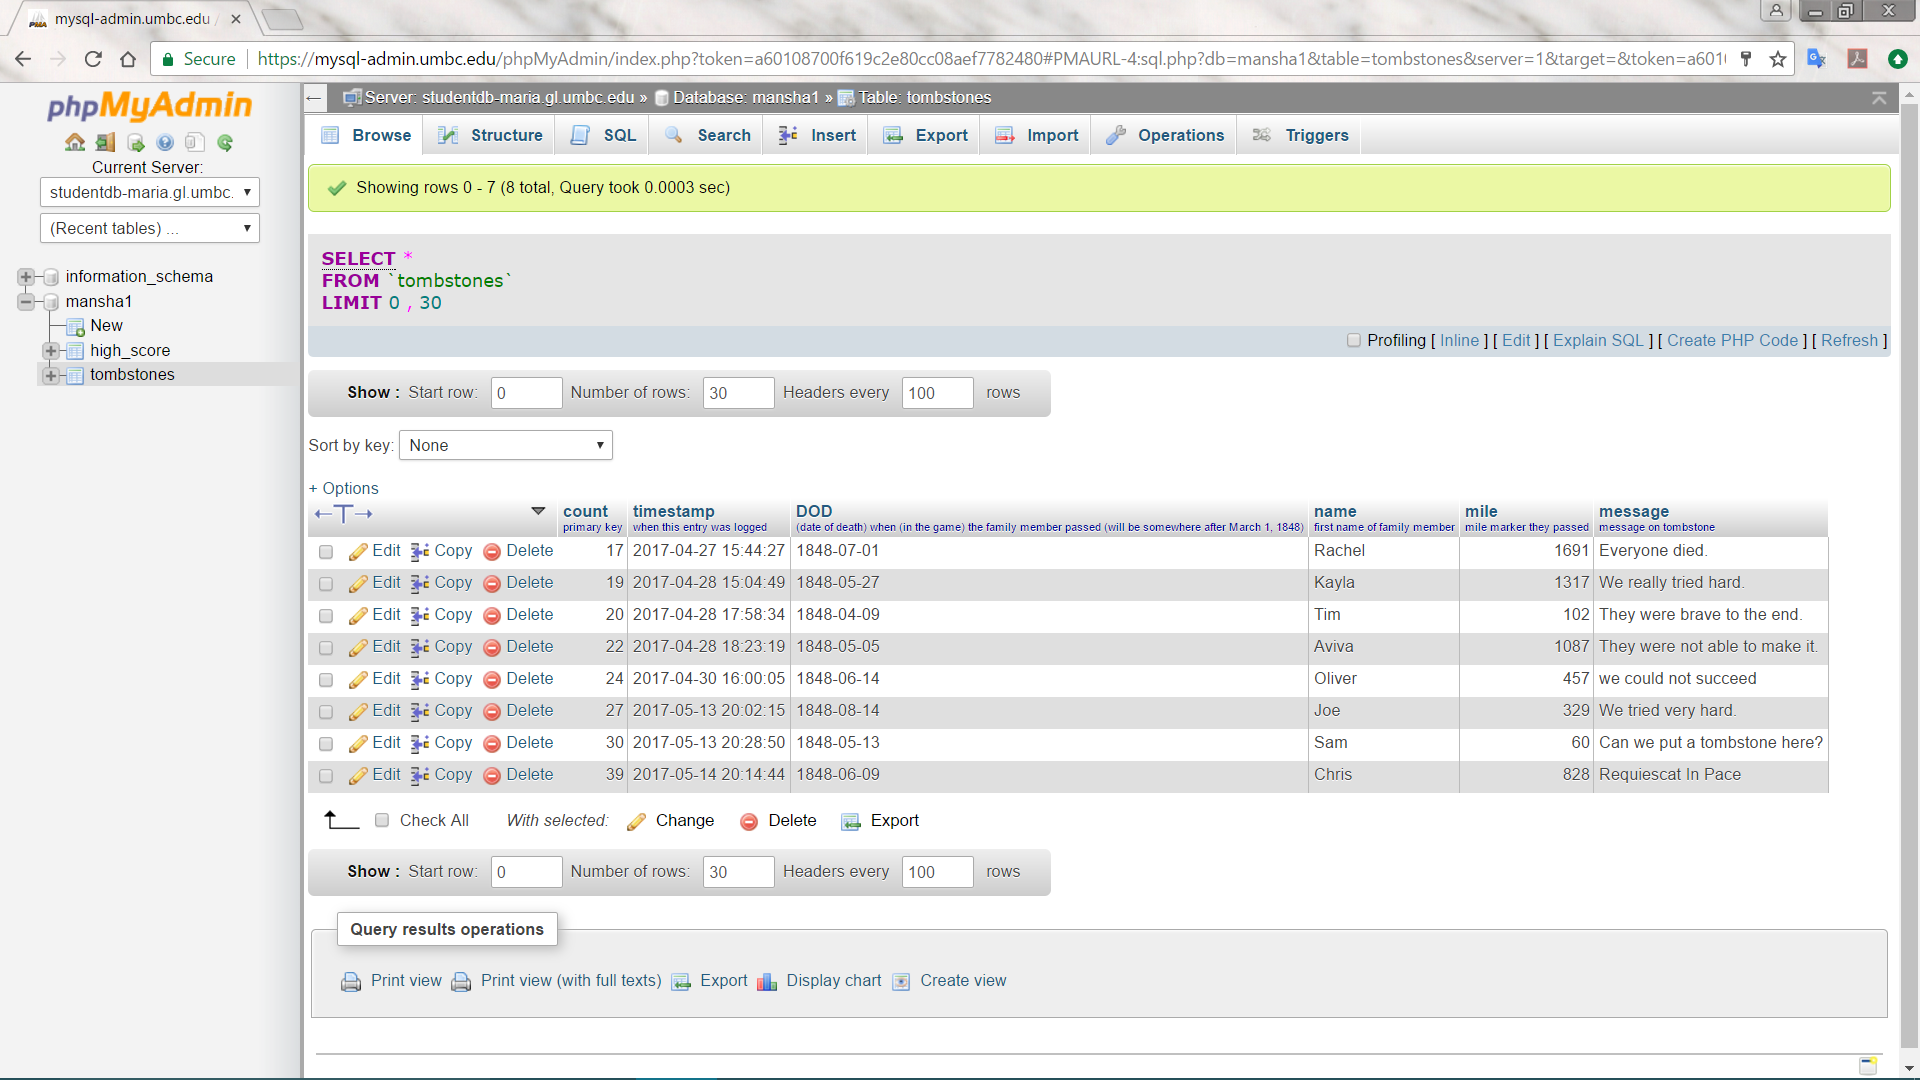 mysql-admin.umbc.edu
Secure https://mysql-admin.umbc.edu/phpMyAdmin/index.php?token=a60108700f619c2e80cc08aef7782480#PMAURL-4:sql.php?db=mansha1&table=tombstones&server=1&target=&token=a601
phpMyAdmin
Current Server:
studentdb-maria.gl.umbc.
(Recent tables) ...
information_schema
mansha1
New
high_score
tombstones
Server: studentdb-maria.gl.umbc.edu » Database: mansha1 » Table: tombstones
Browse Structure SQL Search Insert Export Import Operations Triggers
Showing rows 0 - 7 (8 total, Query took 0.0003 sec)
SELECT *
FROM `tombstones`
LIMIT 0 , 30
Profiling [ Inline ] [ Edit ] [ Explain SQL ] [ Create PHP Code ] [ Refresh ]
Show : Start row: 0 Number of rows: 30 Headers every 100 rows
Sort by key: None
+ Options
count timestamp DOD name mile message
primary key when this entry was logged (date of death) when (in the game) the family member passed (will be somewhere after March 1, 1848) first name of family member mile marker they passed message on tombstone
Edit Copy Delete 17 2017-04-27 15:44:27 1848-07-01 Rachel 1691 Everyone died.
Edit Copy Delete 19 2017-04-28 15:04:49 1848-05-27 Kayla 1317 We really tried hard.
Edit Copy Delete 20 2017-04-28 17:58:34 1848-04-09 Tim 102 They were brave to the end.
Edit Copy Delete 22 2017-04-28 18:23:19 1848-05-05 Aviva 1087 They were not able to make it.
Edit Copy Delete 24 2017-04-30 16:00:05 1848-06-14 Oliver 457 we could not succeed
Edit Copy Delete 27 2017-05-13 20:02:15 1848-08-14 Joe 329 We tried very hard.
Edit Copy Delete 30 2017-05-13 20:28:50 1848-05-13 Sam 60 Can we put a tombstone here?
Edit Copy Delete 39 2017-05-14 20:14:44 1848-06-09 Chris 828 Requiescat In Pace
Check All With selected: Change Delete Export
Show : Start row: 0 Number of rows: 30 Headers every 100 rows
Query results operations
Print view Print view (with full texts) Export Display chart Create view